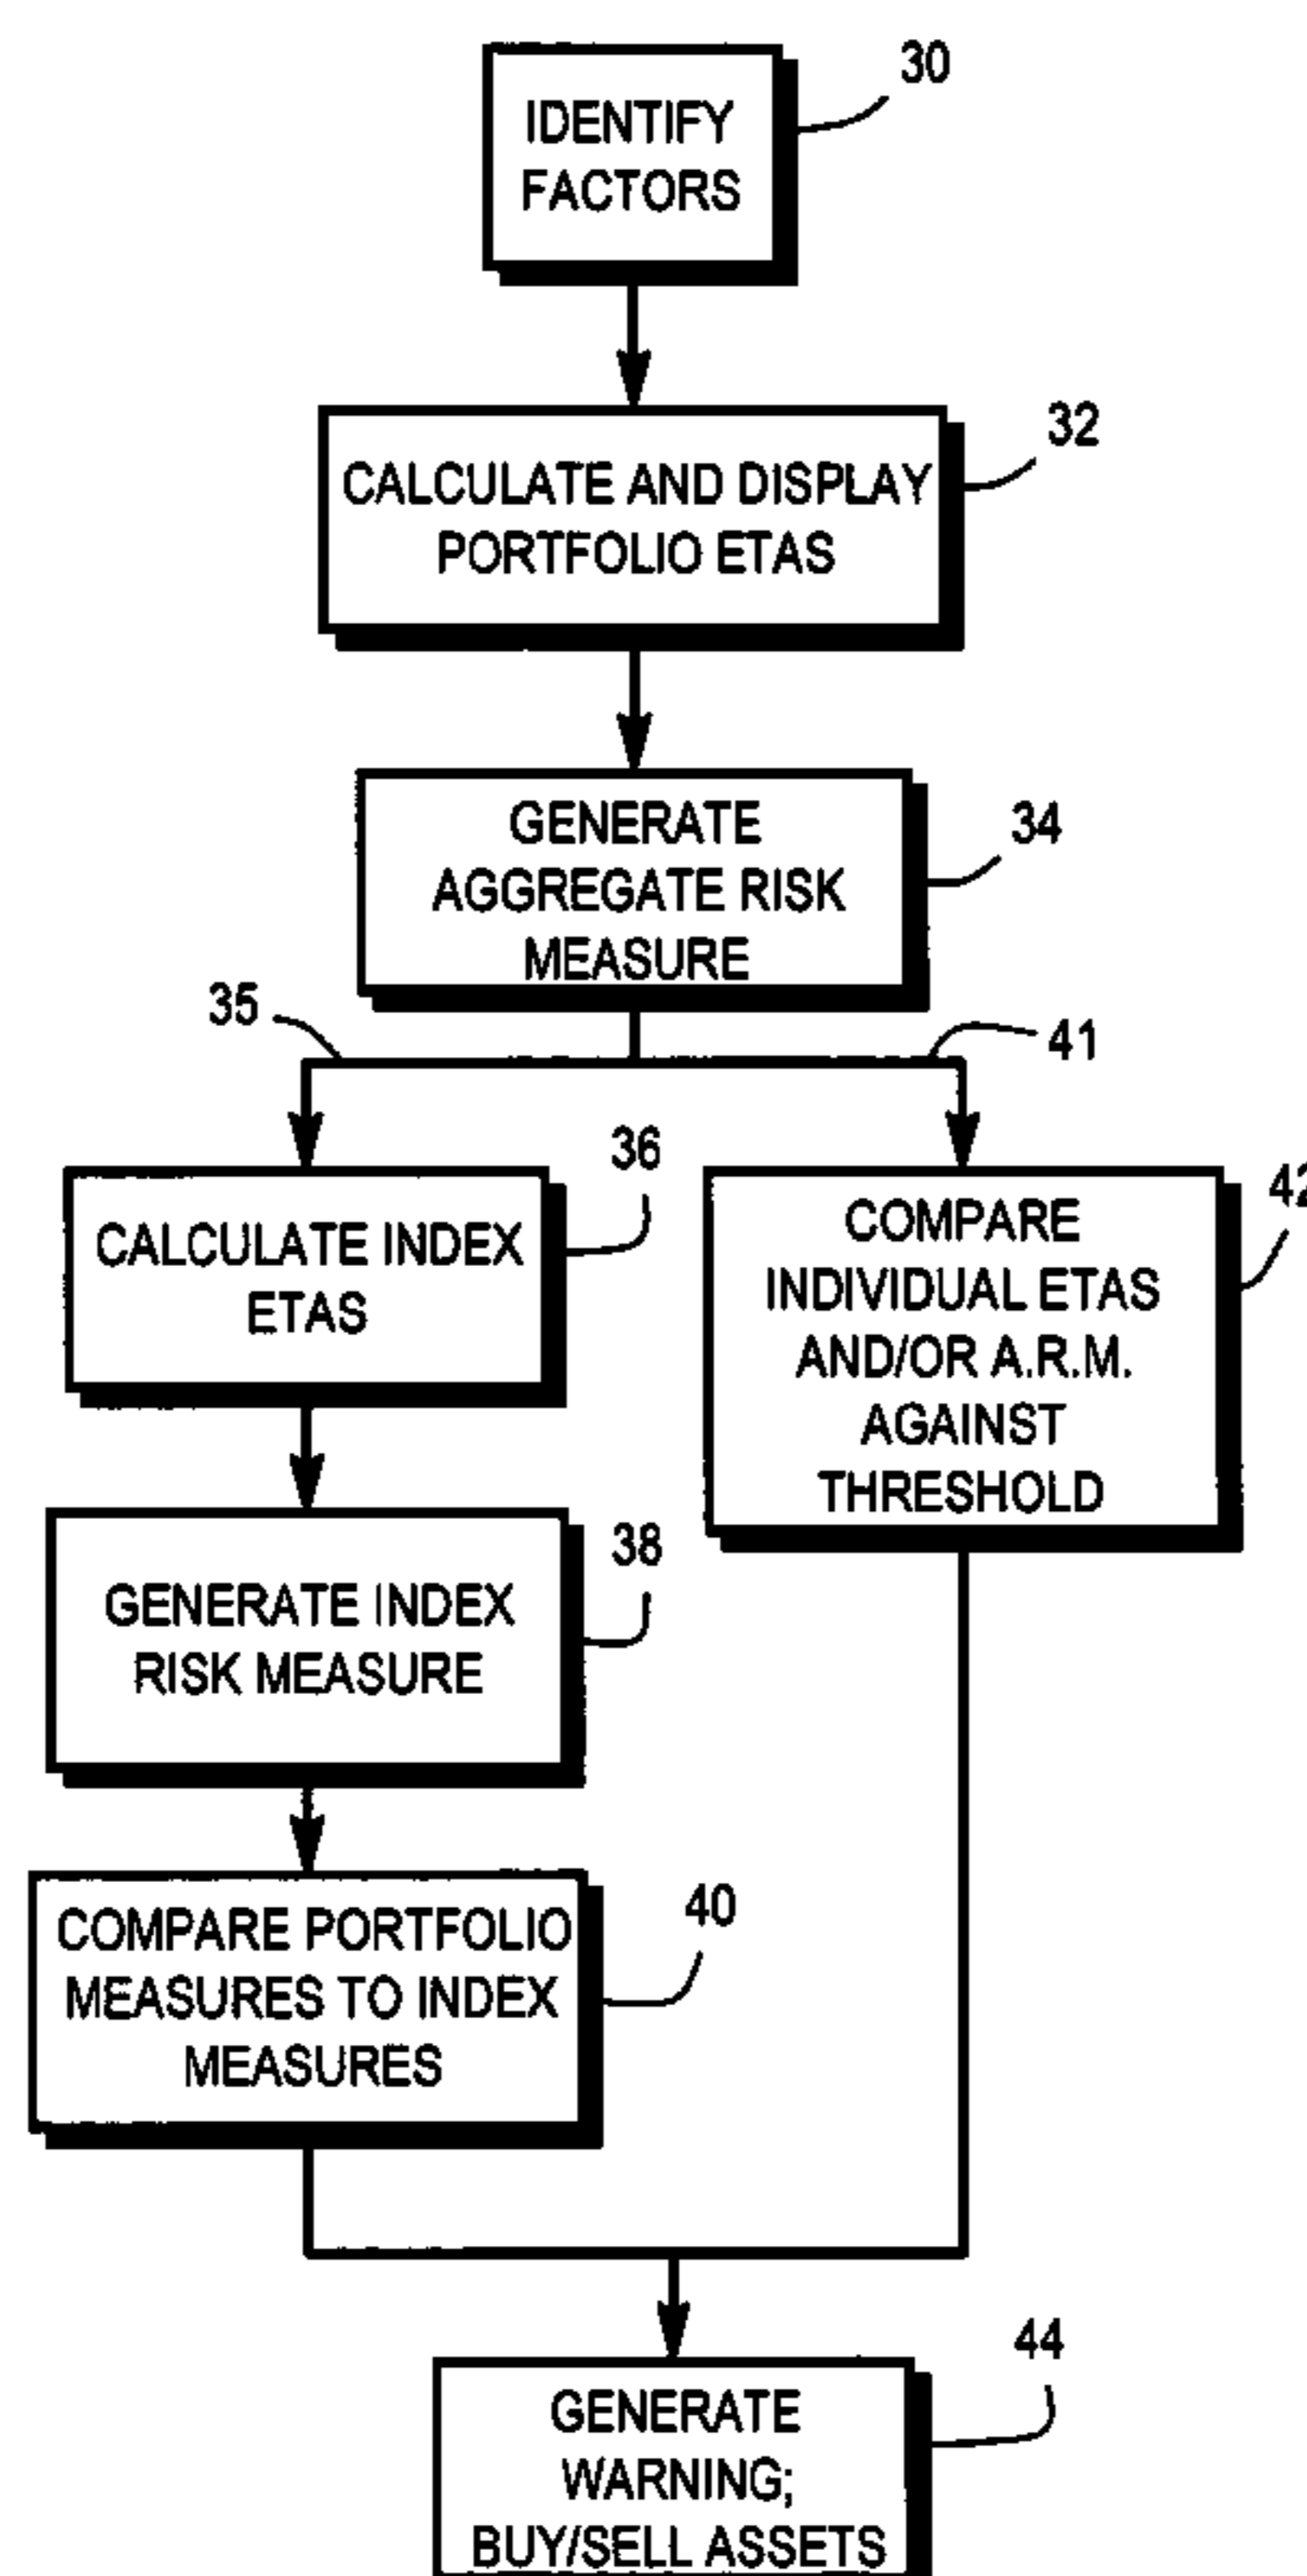 30
IDENTIFY
FACTORS
32
CALCULATE AND DISPLAY
PORTFOLIO ETAS
34
GENERATE
AGGREGATE RISK
MEASURE
35
41
36
CALCULATE INDEX
ETAS
42
COMPARE
INDIVIDUAL ETAS
AND/OR A.R.M.
AGAINST
THRESHOLD
38
GENERATE INDEX
RISK MEASURE
40
COMPARE PORTFOLIO
MEASURES TO INDEX
MEASURES
44
GENERATE
WARNING;
BUY/SELL ASSETS